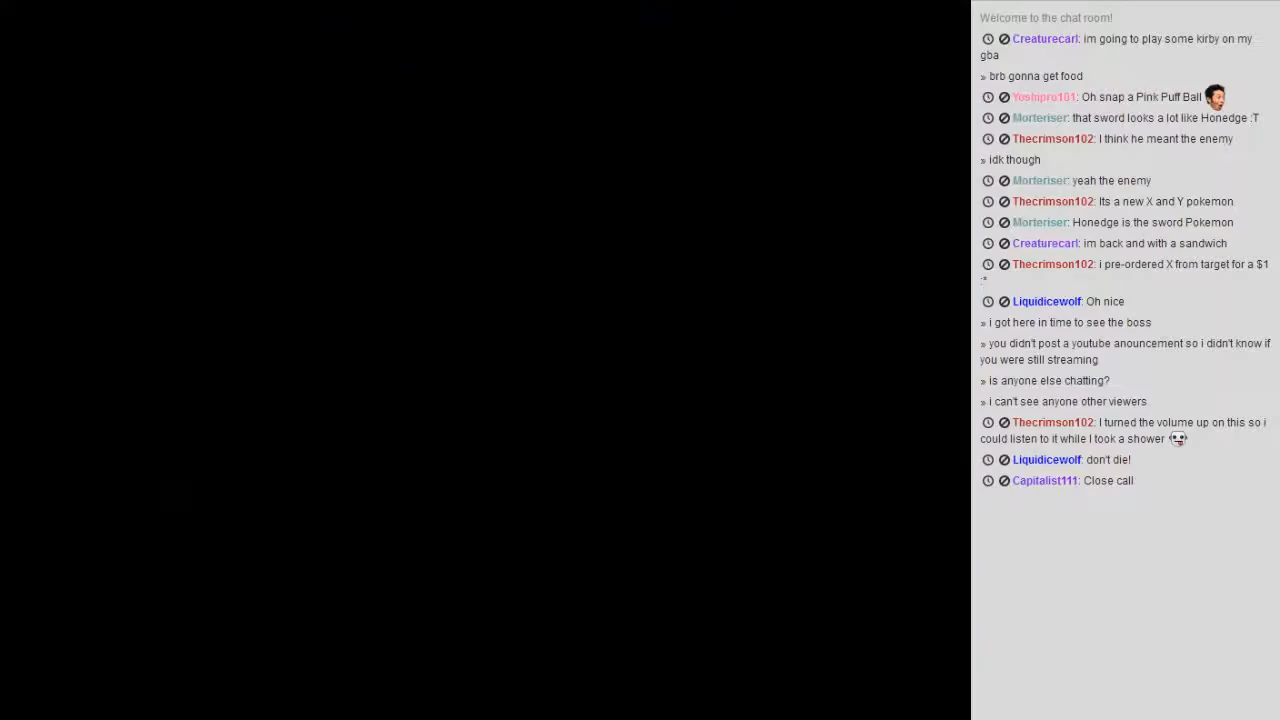 Welcome to the chat room!
Creaturecarl: im going to play some kirby on my
gba
» brb gonna get food
Yoshipro101: Oh snap a Pink Puff Ball
Morteriser: that sword looks a lot like Honedge :T
Thecrimson102: I think he meant the enemy
» idk though
Morteriser: yeah the enemy
Thecrimson102: Its a new X and Y pokemon
Morteriser: Honedge is the sword Pokemon
Creaturecarl: im back and with a sandwich
Thecrimson102: i pre-ordered X from target for a $1
:*
Liquidicewolf: Oh nice
» i got here in time to see the boss
» you didn't post a youtube anouncement so i didn't know if
you were still streaming
» is anyone else chatting?
» i can't see anyone other viewers
Thecrimson102: I turned the volume up on this so i
could listen to it while I took a shower
Liquidicewolf: don't die!
Capitalist111: Close call